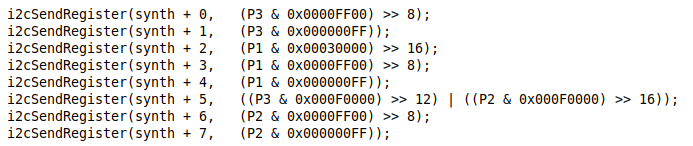 i2cSendRegister(synth + 0,   (P3 & 0x0000FF00) >> 8);
i2cSendRegister(synth + 1,   (P3 & 0x000000FF));
i2cSendRegister(synth + 2,   (P1 & 0x00030000) >> 16);
i2cSendRegister(synth + 3,   (P1 & 0x0000FF00) >> 8);
i2cSendRegister(synth + 4,   (P1 & 0x000000FF));
i2cSendRegister(synth + 5,   ((P3 & 0x000F0000) >> 12) | ((P2 & 0x000F0000) >> 16));
i2cSendRegister(synth + 6,   (P2 & 0x0000FF00) >> 8);
i2cSendRegister(synth + 7,   (P2 & 0x000000FF));